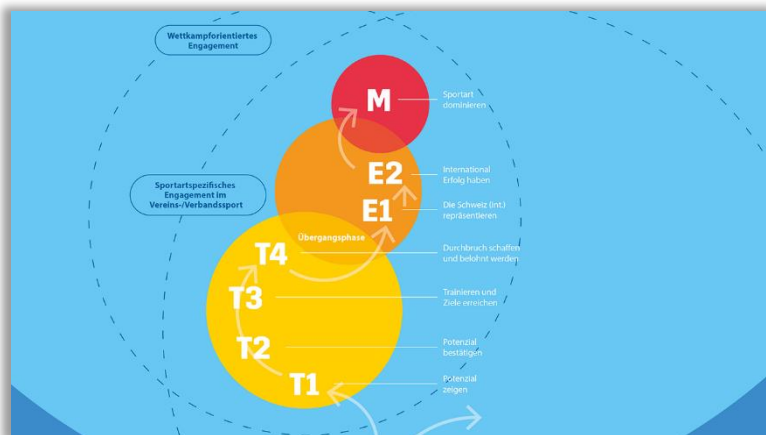 Wettkampforientiertes
Engagement
M
Sportart
dominieren
E2
International
Erfolg haben
Sportartspezifisches
Engagement im
Vereins-/Verbandssport
E1
Die Schweiz (int.)
repräsentieren
Übergangsphase
T4
Durchbruch schaffen
und belohnt werden
T3
Trainieren und
Ziele erreichen
T2
Potenzial
bestätigen
T1
Potenzial
zeigen